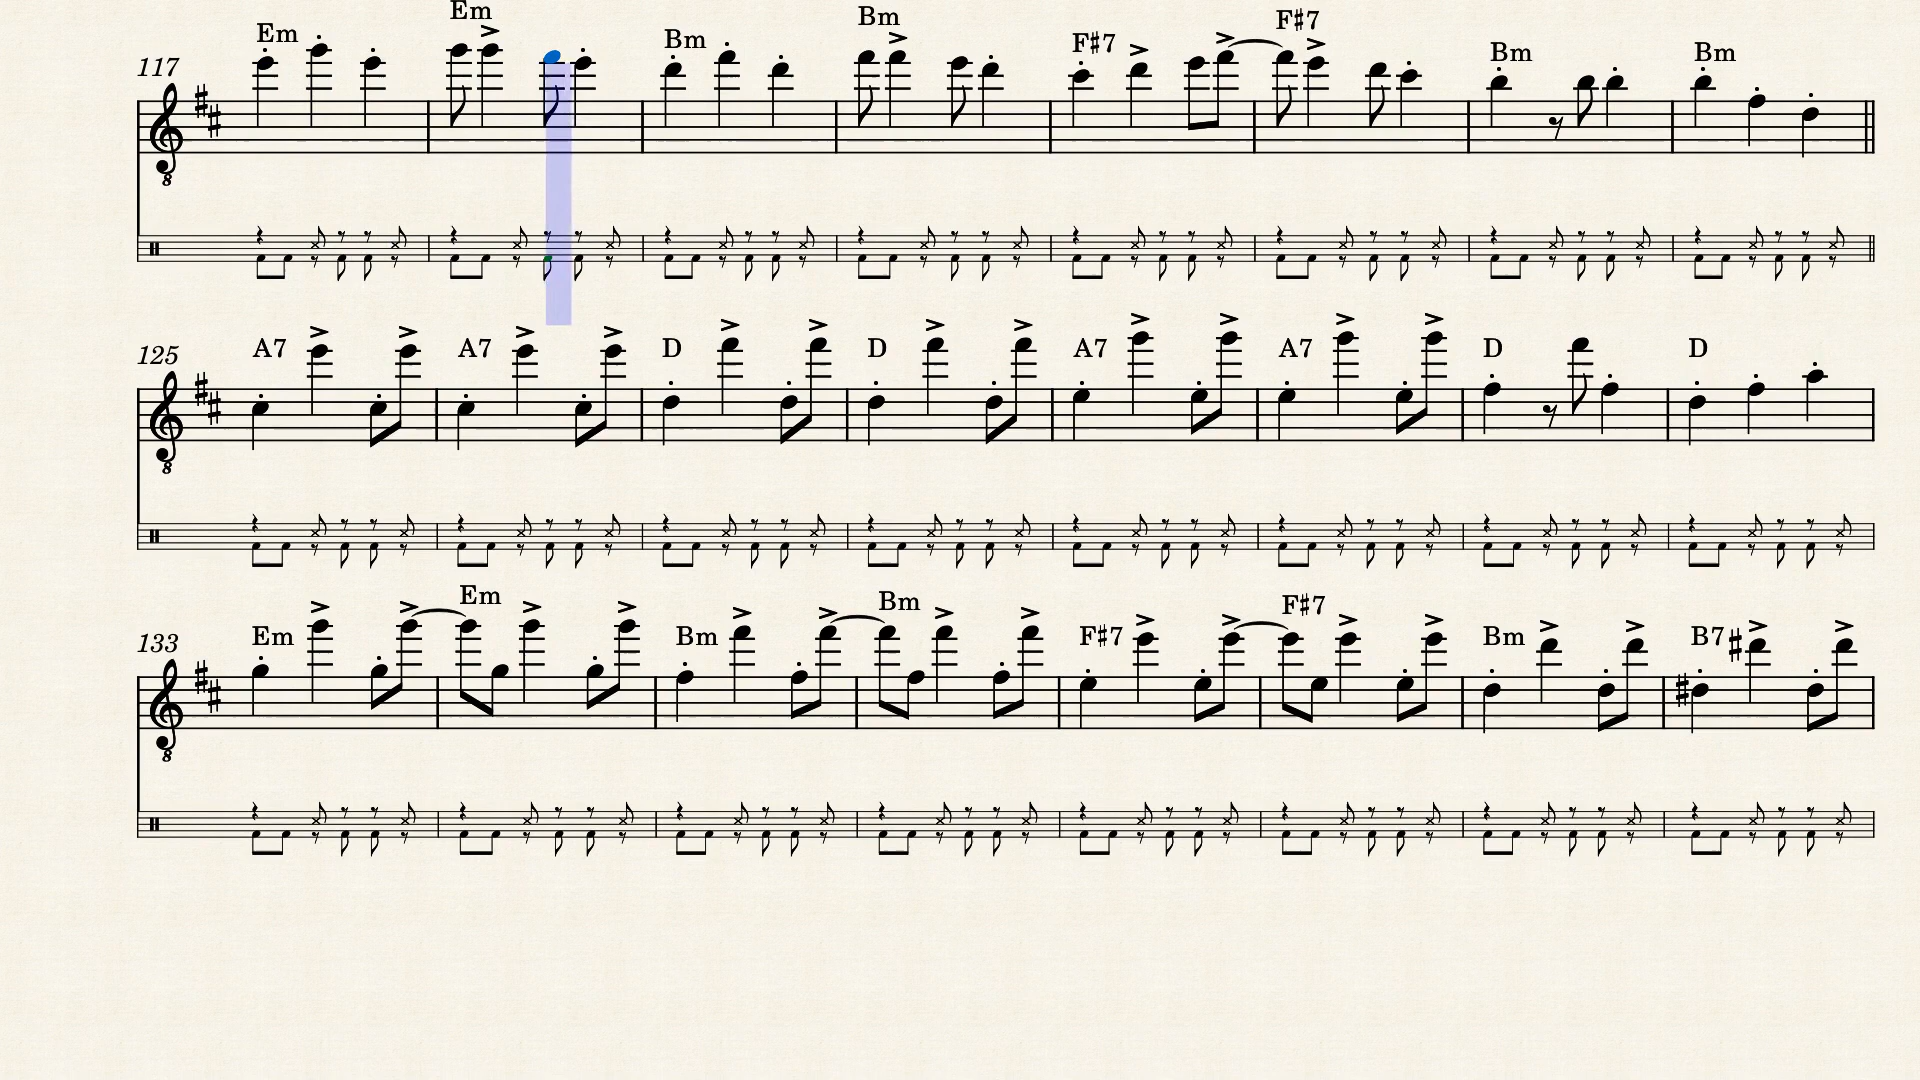 Em Em Bm Bm F#7 F#7 Bm Bm
117
8
A7 A7 D D A7 A7 D D
125
8
Em Em Bm Bm F#7 F#7 Bm B7
133
8